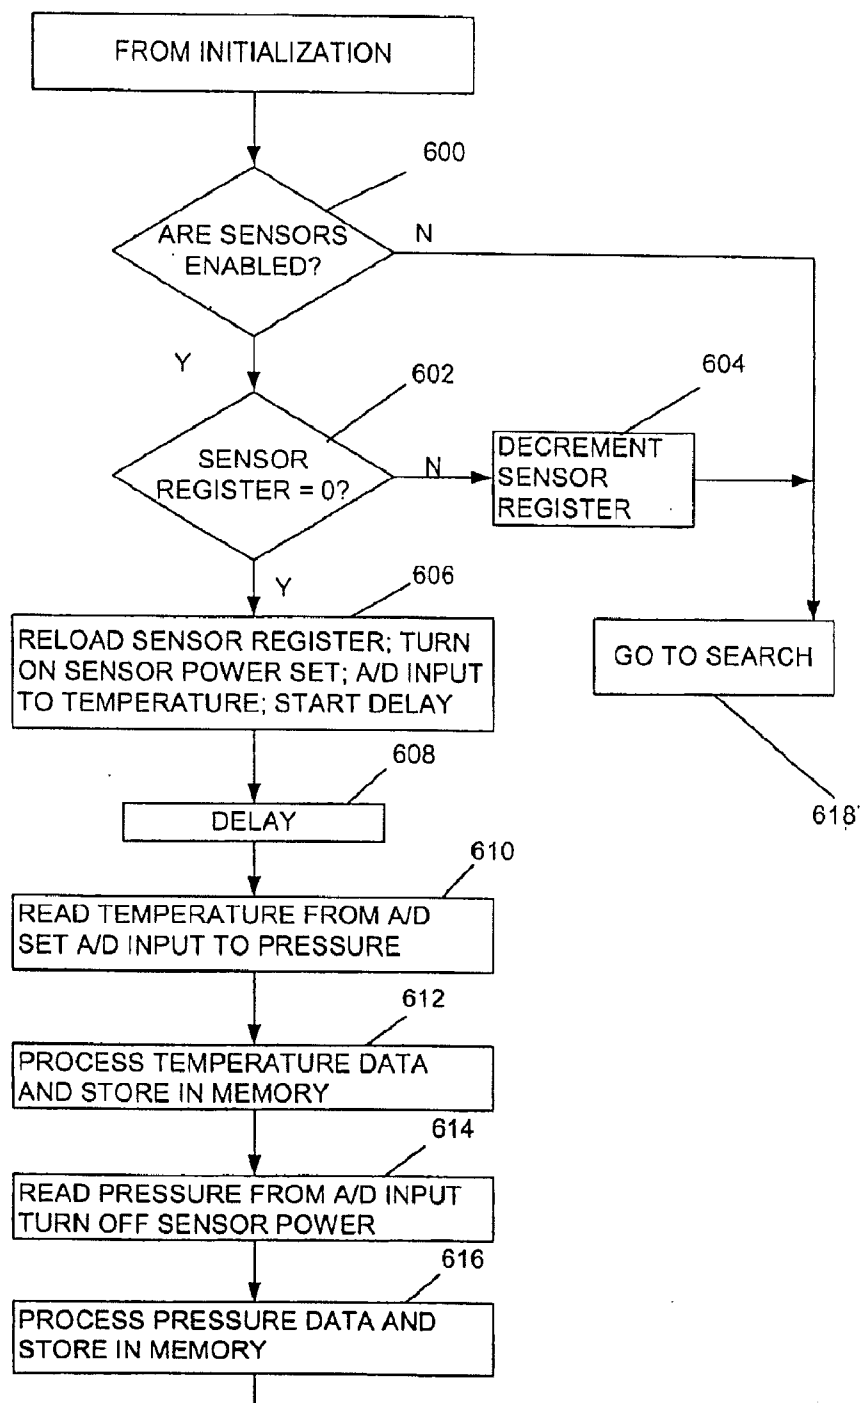 FROM INITIALIZATION
600
ARE SENSORS
ENABLED?
N
Y
602
SENSOR
REGISTER = 0?
N
604
DECREMENT
SENSOR
REGISTER
Y
606
RELOAD SENSOR REGISTER; TURN
ON SENSOR POWER SET; A/D INPUT
TO TEMPERATURE; START DELAY
GO TO SEARCH
618
608
DELAY
610
READ TEMPERATURE FROM A/D
SET A/D INPUT TO PRESSURE
612
PROCESS TEMPERATURE DATA
AND STORE IN MEMORY
614
READ PRESSURE FROM A/D INPUT
TURN OFF SENSOR POWER
616
PROCESS PRESSURE DATA AND
STORE IN MEMORY